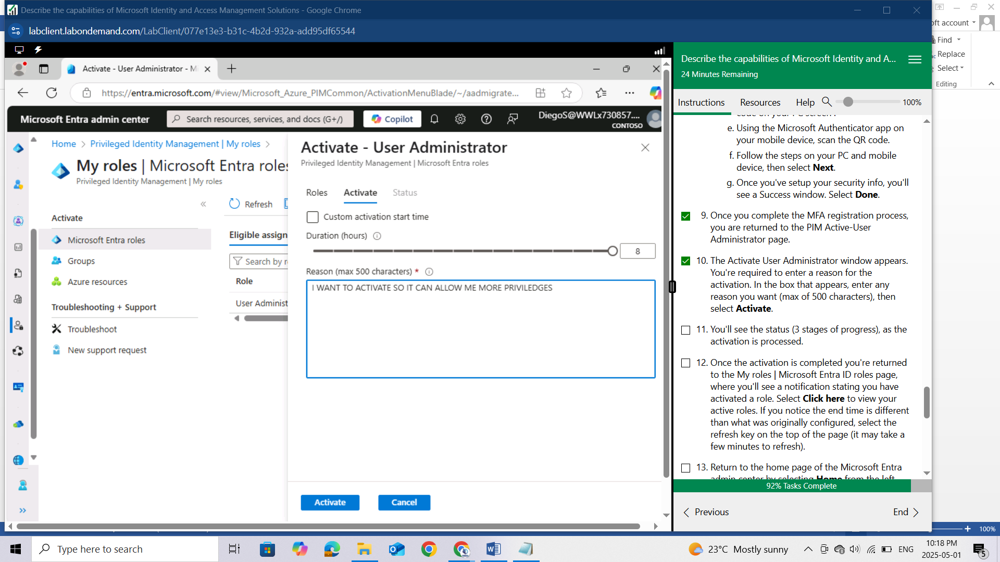 Describe the capabilities of Microsoft Identity and Access Management Solutions - Google Chrome
labclient.labondemand.com/LabClient/077e13e3-b31c-4b2d-932a-add95df65544
Activate - User Administrator - Mi
https://entra.microsoft.com/#view/Microsoft_Azure_PIMCommon/ActivationMenuBlade/~/aadmigrate...
Microsoft Entra admin center
Search resources, services, and docs (G+/)
Copilot
DiegoS@WWLx730857....
CONTOSO
Home > Privileged Identity Management | My roles >
My roles | Microsoft Entra roles
Privileged Identity Management | My roles
Refresh
Activate
Microsoft Entra roles
Groups
Azure resources
Troubleshooting + Support
Troubleshoot
New support request
Eligible assign
Search by r
Role
User Administ
Activate - User Administrator
Privileged Identity Management | Microsoft Entra roles
Roles
Activate
Status
Custom activation start time
Duration (hours)
8
Reason (max 500 characters) *
I WANT TO ACTIVATE SO IT CAN ALLOW ME MORE PRIVILEDGES
Activate
Cancel
Describe the capabilities of Microsoft Identity and A...
24 Minutes Remaining
Instructions
Resources
Help
100%
code on your PC screen .
e. Using the Microsoft Authenticator app on
your mobile device, scan the QR code.
f. Follow the steps on your PC and mobile
device, then select Next.
g. Once you've setup your security info, you'll
see a Success window. Select Done.
9. Once you complete the MFA registration process,
you are returned to the PIM Active-User
Administrator page.
10. The Activate User Administrator window appears.
You're required to enter a reason for the
activation. In the box that appears, enter any
reason you want (max of 500 characters), then
select Activate.
11. You'll see the status (3 stages of progress), as the
activation is processed.
12. Once the activation is completed you're returned
to the My roles | Microsoft Entra ID roles page,
where you'll see a notification stating you have
activated a role. Select Click here to view your
active roles. If you notice the end time is different
than what was originally configured, select the
refresh key on the top of the page (it may take a
few minutes to refresh).
13. Return to the home page of the Microsoft Entra
admin center by selecting Home from the left
92% Tasks Complete
Previous
End
oft account
Find
Replace
Select
Editing
100%
Type here to search
23°C Mostly sunny
ENG
10:18 PM
2025-05-01
5